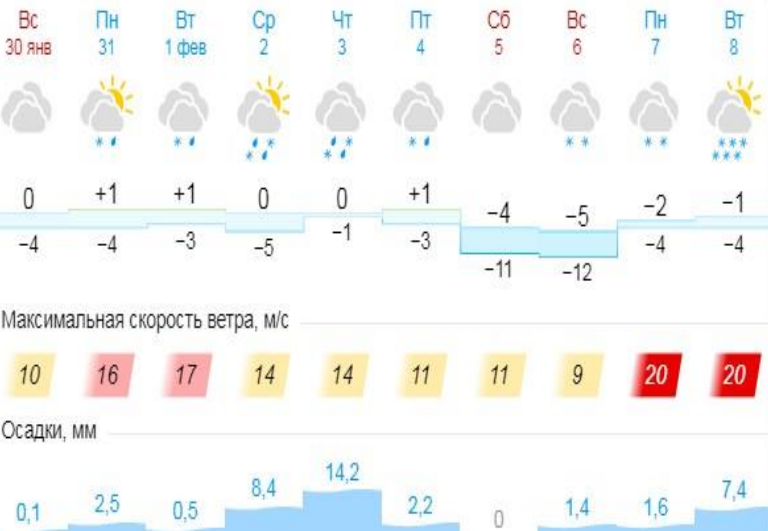 Вс Пн Вт Ср Чт Пт Сб Вс Пн Вт
30 янв 31 1 фев 2 3 4 5 6 7 8
0 +1 +1 0 0 +1 −4 −5 −2 −1
−4 −4 −3 −5 −1 −3 −11 −12 −4 −4
Максимальная скорость ветра, м/с
10 16 17 14 14 11 11 9 20 20
Осадки, мм
0,1 2,5 0,5 8,4 14,2 2,2 0 1,4 1,6 7,4